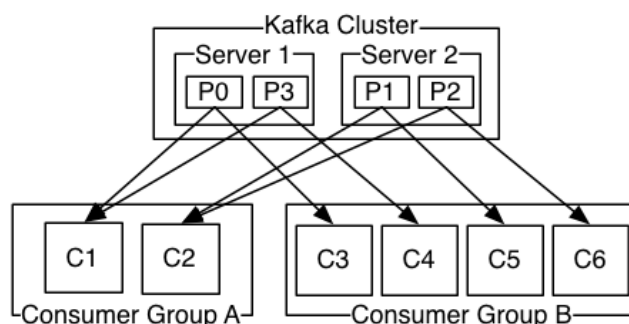 Kafka Cluster
Server 1 Server 2
P0 P3 P1 P2
C1 C2 C3 C4 C5 C6
Consumer Group A Consumer Group B